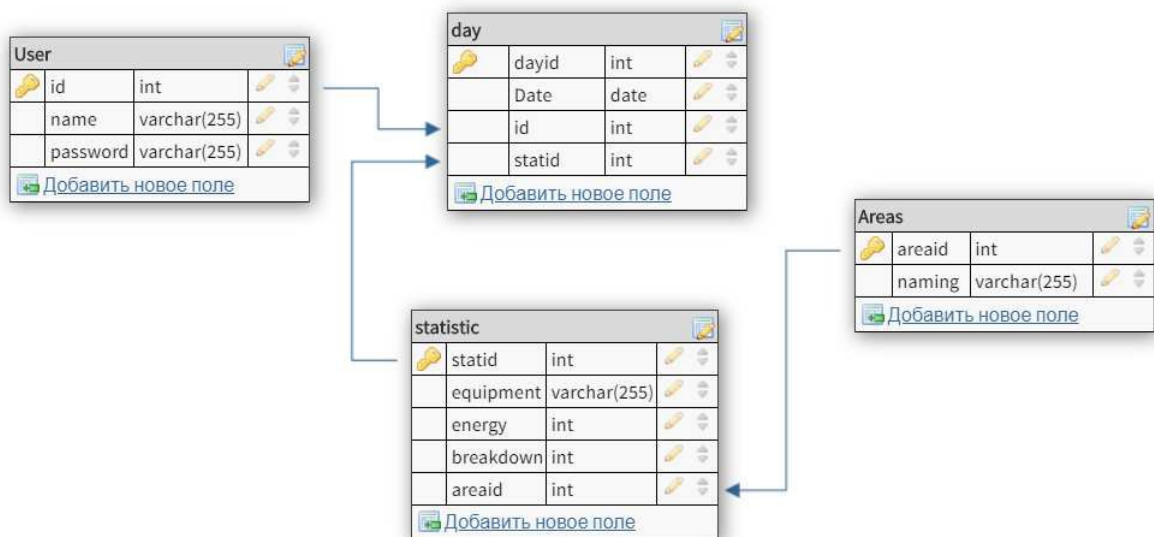 User
id int
name varchar(255)
password varchar(255)
Добавить новое поле
day
dayid int
Date date
id int
statid int
Добавить новое поле
Areas
areaid int
naming varchar(255)
Добавить новое поле
statistic
statid int
equipment varchar(255)
energy int
breakdown int
areaid int
Добавить новое поле